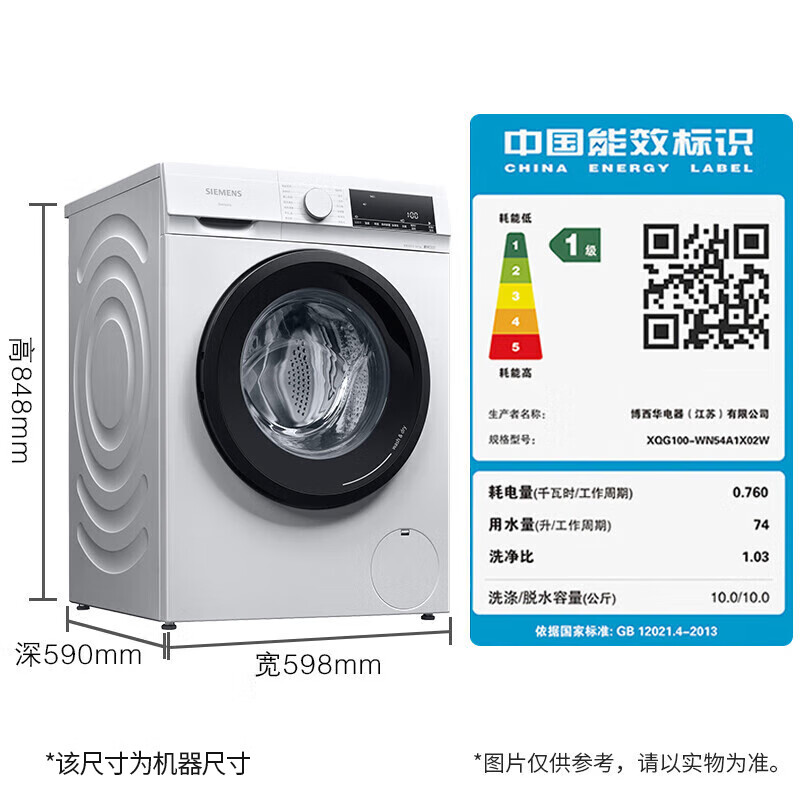 SIEMENS
100
wash & dry
高848mm
深590mm
宽598mm
*该尺寸为机器尺寸
中国能效标识
CHINA ENERGY LABEL
耗能低
1
2
3
4
5
耗能高
1级
生产者名称： 博西华电器（江苏）有限公司
规格型号： XQG100-WN54A1X02W
耗电量(千瓦时/工作周期) 0.760
用水量(升/工作周期) 74
洗净比 1.03
洗涤/脱水容量(公斤) 10.0/10.0
依据国家标准: GB 12021.4-2013
*图片仅供参考，请以实物为准。